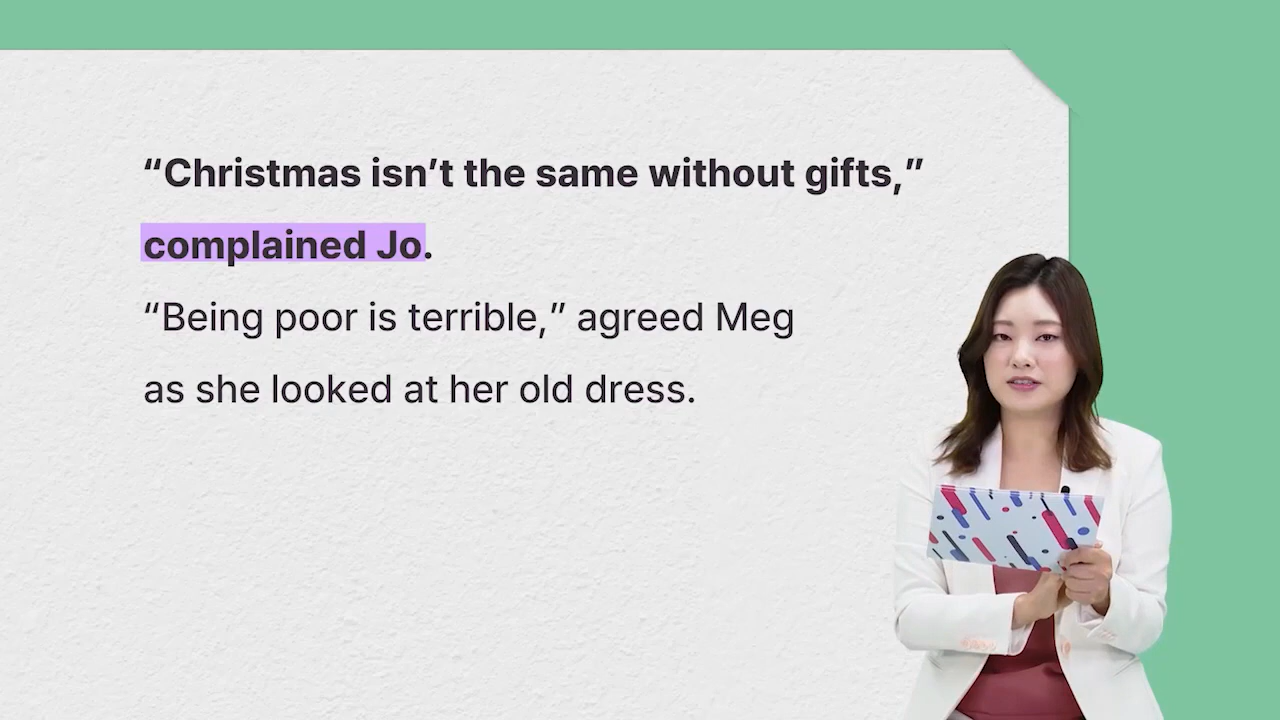 “Christmas isn’t the same without gifts,”
complained Jo.
“Being poor is terrible,” agreed Meg
as she looked at her old dress.